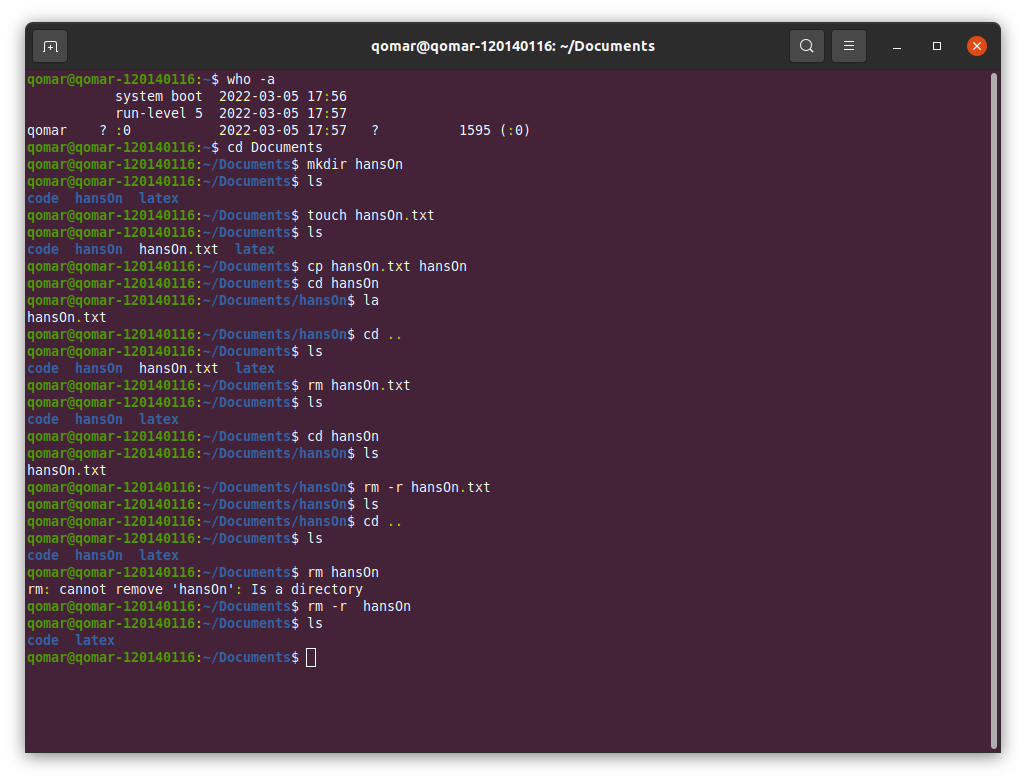 qomar@qomar-120140116: ~/Documents
qomar@qomar-120140116:~$ who -a
           system boot  2022-03-05 17:56
           run-level 5  2022-03-05 17:57
qomar    ? :0           2022-03-05 17:57   ?          1595 (:0)
qomar@qomar-120140116:~$ cd Documents
qomar@qomar-120140116:~/Documents$ mkdir hansOn
qomar@qomar-120140116:~/Documents$ ls
code  hansOn  latex
qomar@qomar-120140116:~/Documents$ touch hansOn.txt
qomar@qomar-120140116:~/Documents$ ls
code  hansOn  hansOn.txt  latex
qomar@qomar-120140116:~/Documents$ cp hansOn.txt hansOn
qomar@qomar-120140116:~/Documents$ cd hansOn
qomar@qomar-120140116:~/Documents/hansOn$ la
hansOn.txt
qomar@qomar-120140116:~/Documents/hansOn$ cd ..
qomar@qomar-120140116:~/Documents$ ls
code  hansOn  hansOn.txt  latex
qomar@qomar-120140116:~/Documents$ rm hansOn.txt
qomar@qomar-120140116:~/Documents$ ls
code  hansOn  latex
qomar@qomar-120140116:~/Documents$ cd hansOn
qomar@qomar-120140116:~/Documents/hansOn$ ls
hansOn.txt
qomar@qomar-120140116:~/Documents/hansOn$ rm -r hansOn.txt
qomar@qomar-120140116:~/Documents/hansOn$ ls
qomar@qomar-120140116:~/Documents/hansOn$ cd ..
qomar@qomar-120140116:~/Documents$ ls
code  hansOn  latex
qomar@qomar-120140116:~/Documents$ rm hansOn
rm: cannot remove 'hansOn': Is a directory
qomar@qomar-120140116:~/Documents$ rm -r  hansOn
qomar@qomar-120140116:~/Documents$ ls
code  latex
qomar@qomar-120140116:~/Documents$